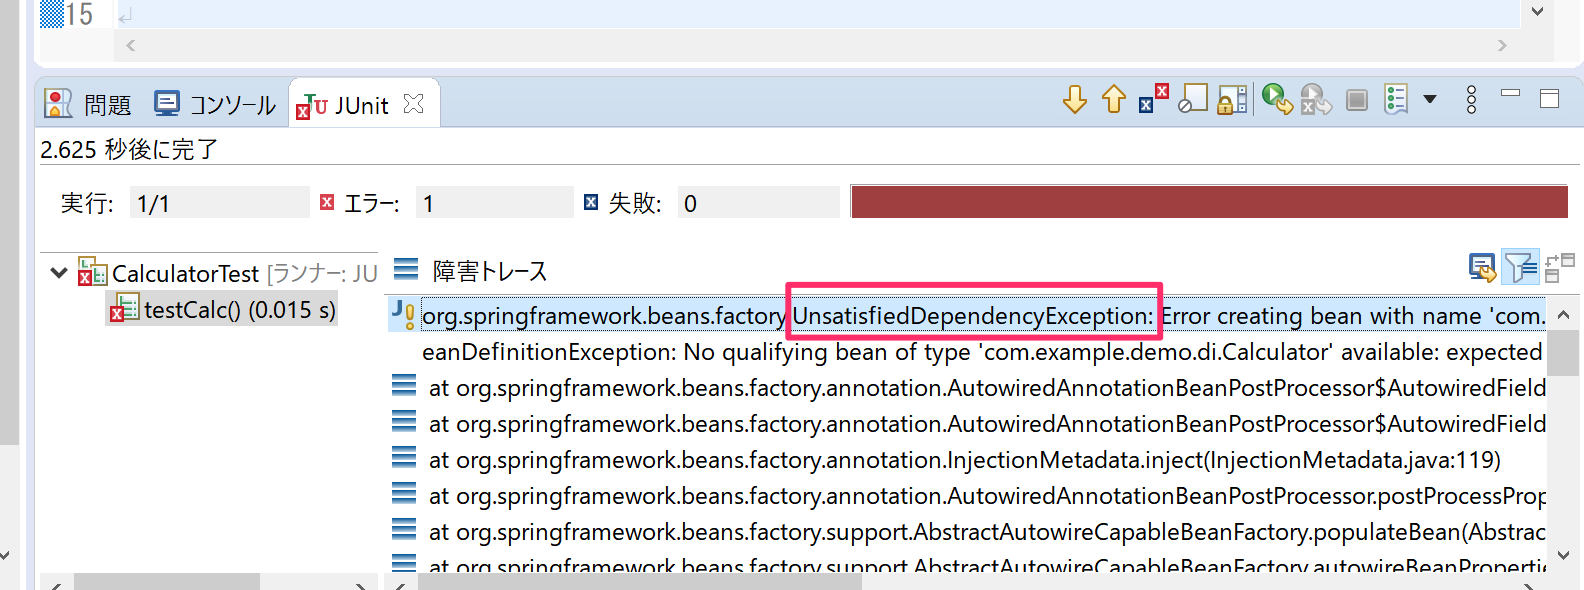 15
問題 コンソール JUnit
2.625 秒後に完了
実行: 1/1 エラー: 1 失敗: 0
CalculatorTest [ランナー: JU
testCalc() (0.015 s)
障害トレース
org.springframework.beans.factory.UnsatisfiedDependencyException: Error creating bean with name 'com.
eanDefinitionException: No qualifying bean of type 'com.example.demo.di.Calculator' available: expected
at org.springframework.beans.factory.annotation.AutowiredAnnotationBeanPostProcessor$AutowiredField
at org.springframework.beans.factory.annotation.AutowiredAnnotationBeanPostProcessor$AutowiredField
at org.springframework.beans.factory.annotation.InjectionMetadata.inject(InjectionMetadata.java:119)
at org.springframework.beans.factory.annotation.AutowiredAnnotationBeanPostProcessor.postProcessProp
at org.springframework.beans.factory.support.AbstractAutowireCapableBeanFactory.populateBean(Abstrac
at org.springframework.beans.factory.support.AbstractAutowireCapableBeanFactory.autowireBeanPropertie